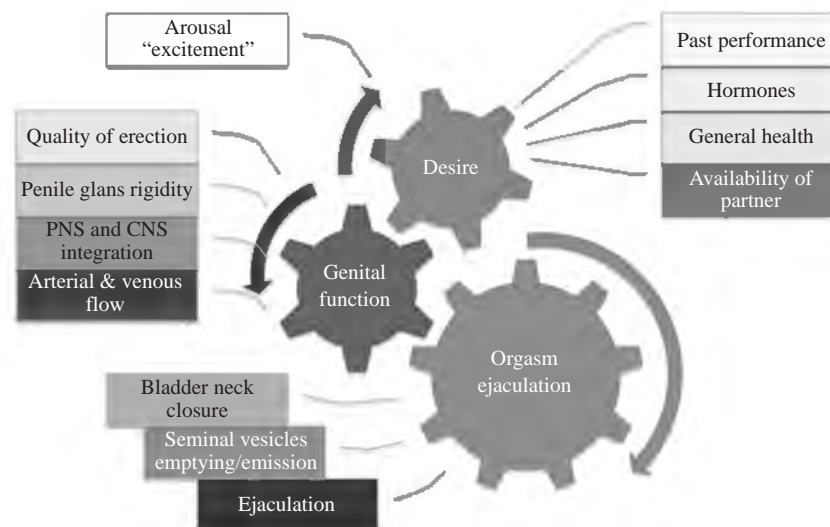 Arousal
“excitement”
Past performance
Hormones
General health
Availability of
partner
Desire
Quality of erection
Penile glans rigidity
PNS and CNS
integration
Arterial & venous
flow
Genital
function
Orgasm
ejaculation
Bladder neck
closure
Seminal vesicles
emptying/emission
Ejaculation